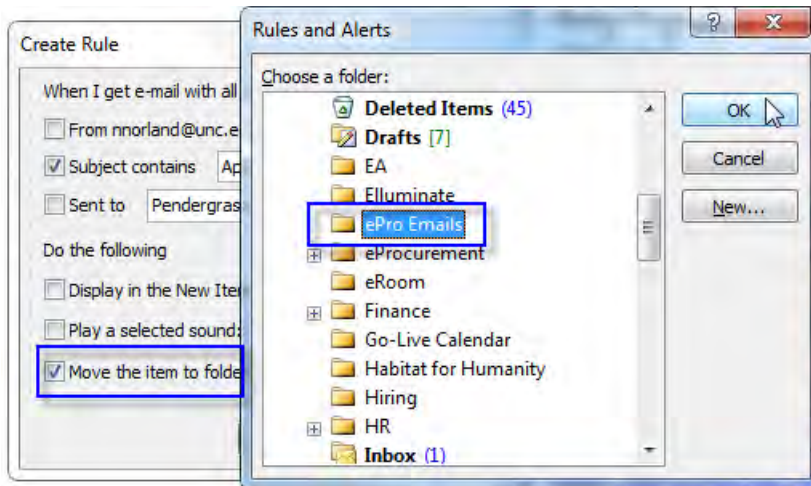 Create Rule
When I get e-mail with all
From nnorland@unc.e
Subject contains Ap
Sent to Pendergras
Do the following
Display in the New Iter
Play a selected sound:
Move the item to folde
Rules and Alerts
Choose a folder:
Deleted Items (45)
Drafts [7]
EA
Elluminate
ePro Emails
eProcurement
eRoom
Finance
Go-Live Calendar
Habitat for Humanity
Hiring
HR
Inbox (1)
OK
Cancel
New...